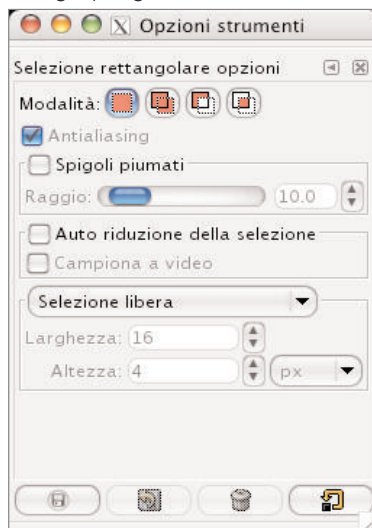 Opzioni strumenti
Selezione rettangolare opzioni
Modalità:
Antialiasing
Spigoli piumati
Raggio: 10.0
Auto riduzione della selezione
Campiona a video
Selezione libera
Larghezza: 16
Altezza: 4 px